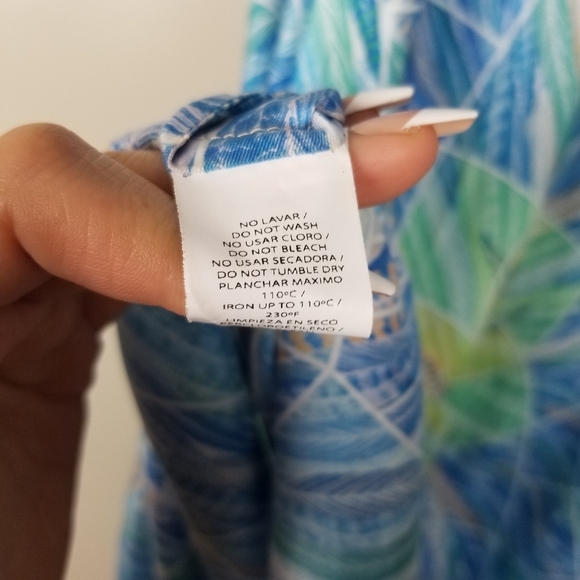 NO LAVAR /
DO NOT WASH
NO USAR CLORO /
DO NOT BLEACH
NO USAR SECADORA /
DO NOT TUMBLE DRY
PLANCHAR MAXIMO
110ºC /
IRON UP TO 110ºC /
230ºF
LIMPIEZA EN SECO